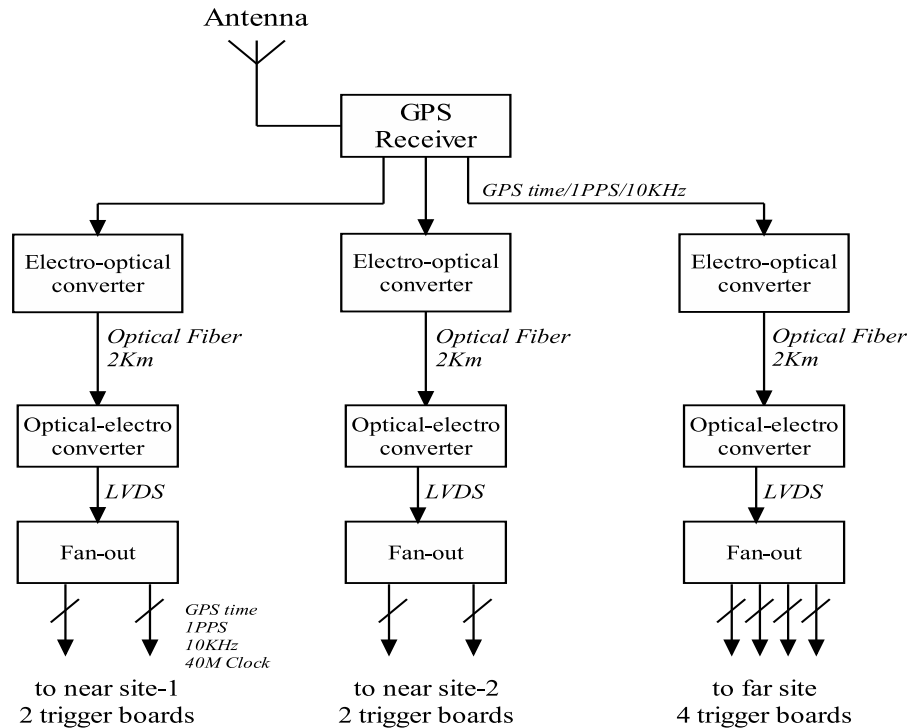 Antenna
GPS
Receiver
GPS time/1PPS/10KHz
Electro-optical
converter
Electro-optical
converter
Electro-optical
converter
Optical Fiber
2Km
Optical Fiber
2Km
Optical Fiber
2Km
Optical-electro
converter
Optical-electro
converter
Optical-electro
converter
LVDS
LVDS
LVDS
Fan-out
Fan-out
Fan-out
GPS time
1PPS
10KHz
40M Clock
to near site-1
2 trigger boards
to near site-2
2 trigger boards
to far site
4 trigger boards